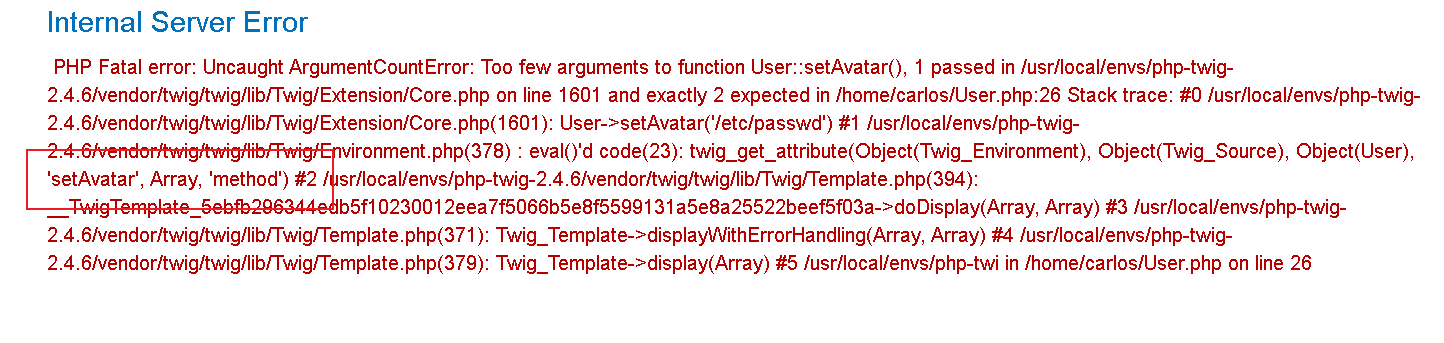 Internal Server Error
PHP Fatal error: Uncaught ArgumentCountError: Too few arguments to function User::setAvatar(), 1 passed in /usr/local/envs/php-twig-
2.4.6/vendor/twig/twig/lib/Twig/Extension/Core.php on line 1601 and exactly 2 expected in /home/carlos/User.php:26 Stack trace: #0 /usr/local/envs/php-twig-
2.4.6/vendor/twig/twig/lib/Twig/Extension/Core.php(1601): User->setAvatar('/etc/passwd') #1 /usr/local/envs/php-twig-
2.4.6/vendor/twig/twig/lib/Twig/Environment.php(378) : eval()'d code(23): twig_get_attribute(Object(Twig_Environment), Object(Twig_Source), Object(User),
'setAvatar', Array, 'method') #2 /usr/local/envs/php-twig-2.4.6/vendor/twig/twig/lib/Twig/Template.php(394):
__TwigTemplate_5ebfb296344edb5f10230012eea7f5066b5e8f5599131a5e8a25522beef5f03a->doDisplay(Array, Array) #3 /usr/local/envs/php-twig-
2.4.6/vendor/twig/twig/lib/Twig/Template.php(371): Twig_Template->displayWithErrorHandling(Array, Array) #4 /usr/local/envs/php-twig-
2.4.6/vendor/twig/twig/lib/Twig/Template.php(379): Twig_Template->display(Array) #5 /usr/local/envs/php-twi in /home/carlos/User.php on line 26